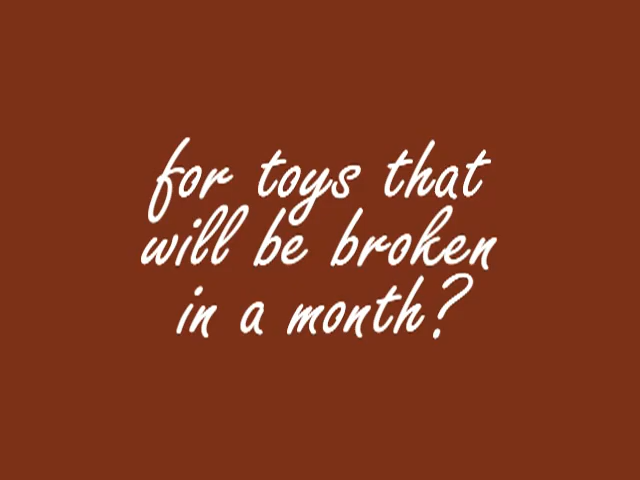 for toys that
will be broken
in a month?